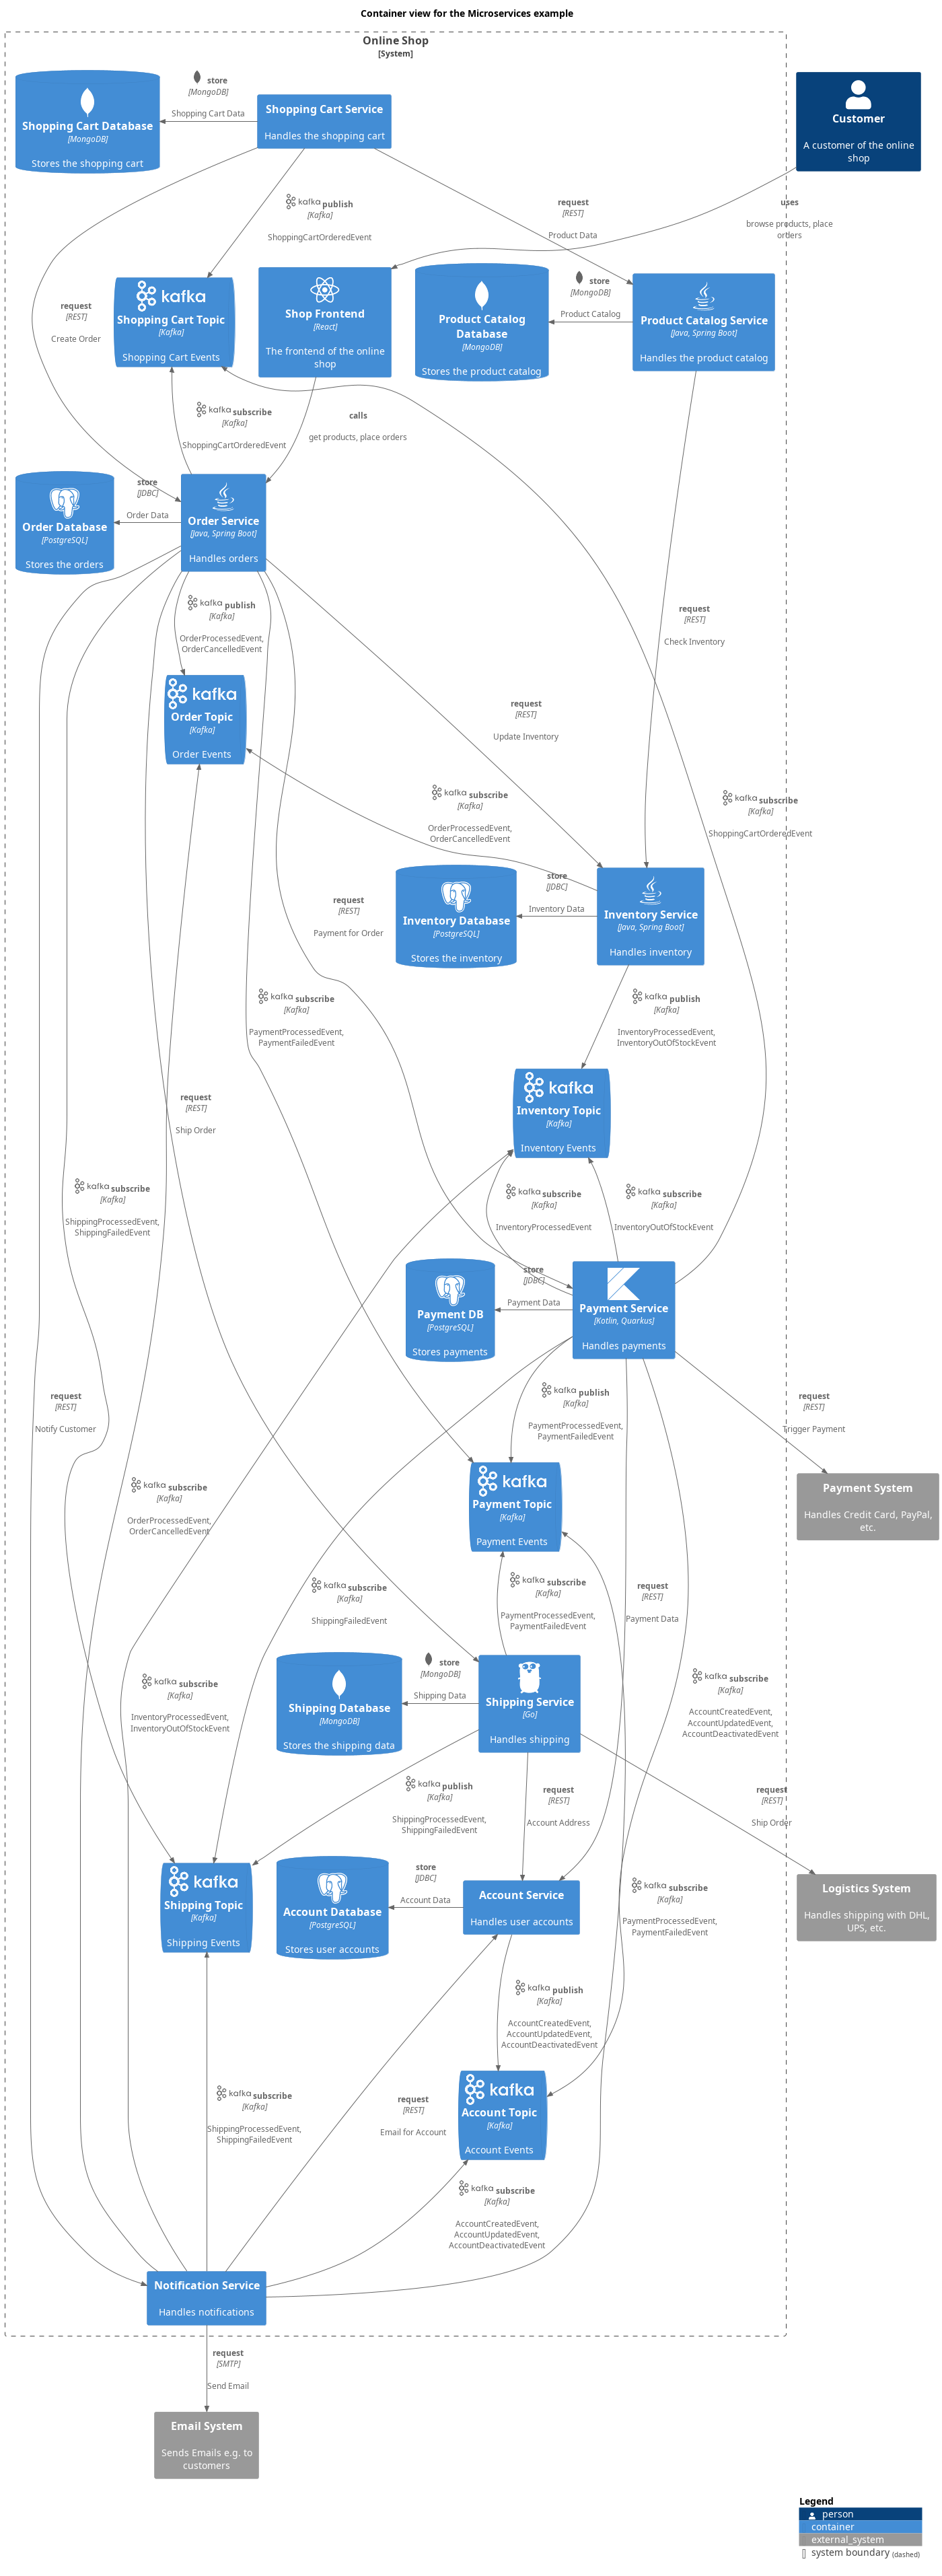 Container view for the Microservices example
Online Shop
[System]
Shopping Cart Database
[MongoDB]
Stores the shopping cart
store
[MongoDB]
Shopping Cart Data
Shopping Cart Service
Handles the shopping cart
Customer
A customer of the online
shop
kafka publish
[Kafka]
ShoppingCartOrderedEvent
request
[REST]
Product Data
uses
browse products, place
orders
request
[REST]
Create Order
kafka
Shopping Cart Topic
[Kafka]
Shopping Cart Events
Shop Frontend
[React]
The frontend of the online
shop
Product Catalog
Database
[MongoDB]
Stores the product catalog
store
[MongoDB]
Product Catalog
Product Catalog Service
[Java, Spring Boot]
Handles the product catalog
kafka subscribe
[Kafka]
ShoppingCartOrderedEvent
calls
get products, place orders
Order Database
[PostgreSQL]
Stores the orders
store
[JDBC]
Order Data
Order Service
[Java, Spring Boot]
Handles orders
kafka publish
[Kafka]
OrderProcessedEvent,
OrderCancelledEvent
request
[REST]
Check Inventory
kafka
Order Topic
[Kafka]
Order Events
request
[REST]
Update Inventory
kafka subscribe
[Kafka]
OrderProcessedEvent,
OrderCancelledEvent
kafka subscribe
[Kafka]
ShoppingCartOrderedEvent
request
[REST]
Payment for Order
Inventory Database
[PostgreSQL]
Stores the inventory
store
[JDBC]
Inventory Data
Inventory Service
[Java, Spring Boot]
Handles inventory
kafka subscribe
[Kafka]
PaymentProcessedEvent,
PaymentFailedEvent
kafka publish
[Kafka]
InventoryProcessedEvent,
InventoryOutOfStockEvent
request
[REST]
Ship Order
kafka
Inventory Topic
[Kafka]
Inventory Events
kafka subscribe
[Kafka]
ShippingProcessedEvent,
ShippingFailedEvent
kafka subscribe
[Kafka]
InventoryProcessedEvent
kafka subscribe
[Kafka]
InventoryOutOfStockEvent
Payment DB
[PostgreSQL]
Stores payments
store
[JDBC]
Payment Data
Payment Service
[Kotlin, Quarkus]
Handles payments
request
[REST]
Notify Customer
kafka publish
[Kafka]
PaymentProcessedEvent,
PaymentFailedEvent
request
[REST]
Trigger Payment
kafka subscribe
[Kafka]
OrderProcessedEvent,
OrderCancelledEvent
kafka
Payment Topic
[Kafka]
Payment Events
Payment System
Handles Credit Card, PayPal,
etc.
kafka subscribe
[Kafka]
ShippingFailedEvent
kafka subscribe
[Kafka]
PaymentProcessedEvent,
PaymentFailedEvent
request
[REST]
Payment Data
kafka subscribe
[Kafka]
InventoryProcessedEvent,
InventoryOutOfStockEvent
Shipping Database
[MongoDB]
Stores the shipping data
store
[MongoDB]
Shipping Data
Shipping Service
[Go]
Handles shipping
kafka subscribe
[Kafka]
AccountCreatedEvent,
AccountUpdatedEvent,
AccountDeactivatedEvent
kafka publish
[Kafka]
ShippingProcessedEvent,
ShippingFailedEvent
request
[REST]
Account Address
request
[REST]
Ship Order
kafka
Shipping Topic
[Kafka]
Shipping Events
Account Database
[PostgreSQL]
Stores user accounts
store
[JDBC]
Account Data
Account Service
Handles user accounts
kafka subscribe
[Kafka]
PaymentProcessedEvent,
PaymentFailedEvent
Logistics System
Handles shipping with DHL,
UPS, etc.
kafka publish
[Kafka]
AccountCreatedEvent,
AccountUpdatedEvent,
AccountDeactivatedEvent
kafka subscribe
[Kafka]
ShippingProcessedEvent,
ShippingFailedEvent
request
[REST]
Email for Account
kafka
Account Topic
[Kafka]
Account Events
kafka subscribe
[Kafka]
AccountCreatedEvent,
AccountUpdatedEvent,
AccountDeactivatedEvent
Notification Service
Handles notifications
request
[SMTP]
Send Email
Email System
Sends Emails e.g. to
customers
Legend
person
container
external_system
system boundary (dashed)